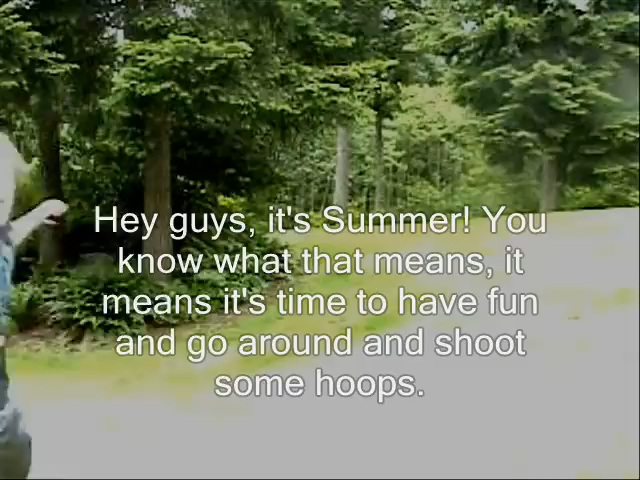 Hey guys, it's Summer! You
know what that means, it
means it's time to have fun
and go around and shoot
some hoops.